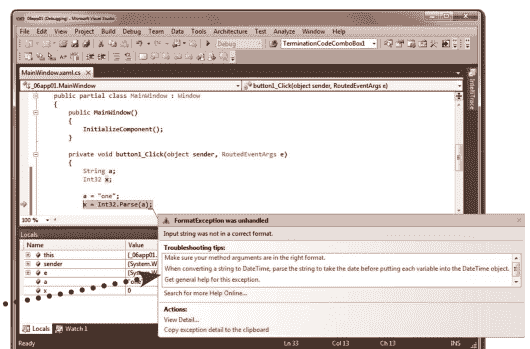 _06app01 (Debugging) - Microsoft Visual Studio
File Edit View Project Build Debug Team Data Tools Architecture Test Analyze Window Help
Debug TerminationCodeComboBox1
MainWindow.xaml.cs
_06app01.MainWindow button1_Click(object sender, RoutedEventArgs e)
public partial class MainWindow : Window
{
public MainWindow()
{
InitializeComponent();
}
private void button1_Click(object sender, RoutedEventArgs e)
{
String a;
Int32 x;
a = "one";
x = Int32.Parse(a);
100 %
FormatException was unhandled
Input string was not in a correct format.
Troubleshooting tips:
Make sure your method arguments are in the right format.
When converting a string to DateTime, parse the string to take the date before putting each variable into the DateTime object.
Get general help for this exception.
Search for more Help Online...
Actions:
View Detail...
Copy exception detail to the clipboard
Locals
Name Value
this {_06app01.
sender {System.W
e {System.W
a "one"
x 0
Locals Watch 1
Ready Ln 33 Col 13 Ch 13 INS
IntelliTrace